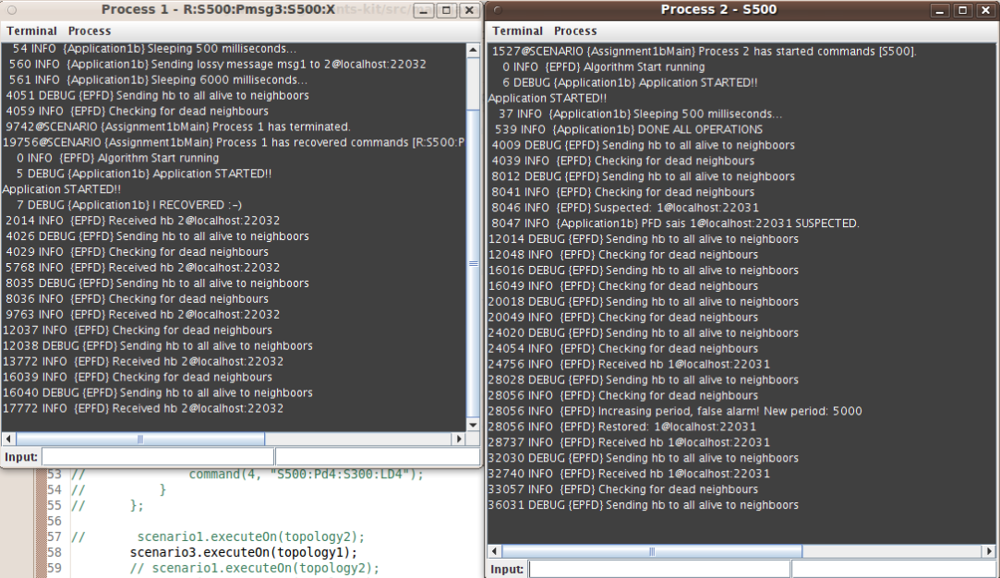 Process 1 - R:S500:Pmsg3:S500:X
Terminal Process
54 INFO {Application1b} Sleeping 500 milliseconds...
560 INFO {Application1b} Sending lossy message msg1 to 2@localhost:22032
561 INFO {Application1b} Sleeping 6000 milliseconds...
4051 DEBUG {EPFD} Sending hb to all alive to neighboors
4059 INFO {EPFD} Checking for dead neighbours
9742@SCENARIO {Assignment1bMain} Process 1 has terminated.
19756@SCENARIO {Assignment1bMain} Process 1 has recovered commands [R:S500:P
0 INFO {EPFD} Algorithm Start running
5 DEBUG {Application1b} Application STARTED!!
Application STARTED!!
7 DEBUG {Application1b} I RECOVERED :-)
2014 INFO {EPFD} Received hb 2@localhost:22032
4026 DEBUG {EPFD} Sending hb to all alive to neighboors
4029 INFO {EPFD} Checking for dead neighbours
5768 INFO {EPFD} Received hb 2@localhost:22032
8035 DEBUG {EPFD} Sending hb to all alive to neighboors
8036 INFO {EPFD} Checking for dead neighbours
9763 INFO {EPFD} Received hb 2@localhost:22032
12037 INFO {EPFD} Checking for dead neighbours
12038 DEBUG {EPFD} Sending hb to all alive to neighboors
13772 INFO {EPFD} Received hb 2@localhost:22032
16039 INFO {EPFD} Checking for dead neighbours
16040 DEBUG {EPFD} Sending hb to all alive to neighboors
17772 INFO {EPFD} Received hb 2@localhost:22032
Input:
53 // command(4, "S500:Pd4:S300:LD4");
54 // }
55 // };
56
57 // scenario1.executeOn(topology2);
58 scenario3.executeOn(topology1);
59 // scenario1.executeOn(topology2);
Process 2 - S500
Terminal Process
1527@SCENARIO {Assignment1bMain} Process 2 has started commands [S500].
0 INFO {EPFD} Algorithm Start running
6 DEBUG {Application1b} Application STARTED!!
Application STARTED!!
37 INFO {Application1b} Sleeping 500 milliseconds...
539 INFO {Application1b} DONE ALL OPERATIONS
4009 DEBUG {EPFD} Sending hb to all alive to neighboors
4039 INFO {EPFD} Checking for dead neighbours
8012 DEBUG {EPFD} Sending hb to all alive to neighboors
8041 INFO {EPFD} Checking for dead neighbours
8046 INFO {EPFD} Suspected: 1@localhost:22031
8047 INFO {Application1b} PFD sais 1@localhost:22031 SUSPECTED.
12014 DEBUG {EPFD} Sending hb to all alive to neighboors
12048 INFO {EPFD} Checking for dead neighbours
16016 DEBUG {EPFD} Sending hb to all alive to neighboors
16049 INFO {EPFD} Checking for dead neighbours
20018 DEBUG {EPFD} Sending hb to all alive to neighboors
20049 INFO {EPFD} Checking for dead neighbours
24020 DEBUG {EPFD} Sending hb to all alive to neighboors
24054 INFO {EPFD} Checking for dead neighbours
24756 INFO {EPFD} Received hb 1@localhost:22031
28028 DEBUG {EPFD} Sending hb to all alive to neighboors
28056 INFO {EPFD} Checking for dead neighbours
28056 INFO {EPFD} Increasing period, false alarm! New period: 5000
28056 INFO {EPFD} Restored: 1@localhost:22031
28737 INFO {EPFD} Received hb 1@localhost:22031
32030 DEBUG {EPFD} Sending hb to all alive to neighboors
32740 INFO {EPFD} Received hb 1@localhost:22031
33057 INFO {EPFD} Checking for dead neighbours
36031 DEBUG {EPFD} Sending hb to all alive to neighboors
Input: